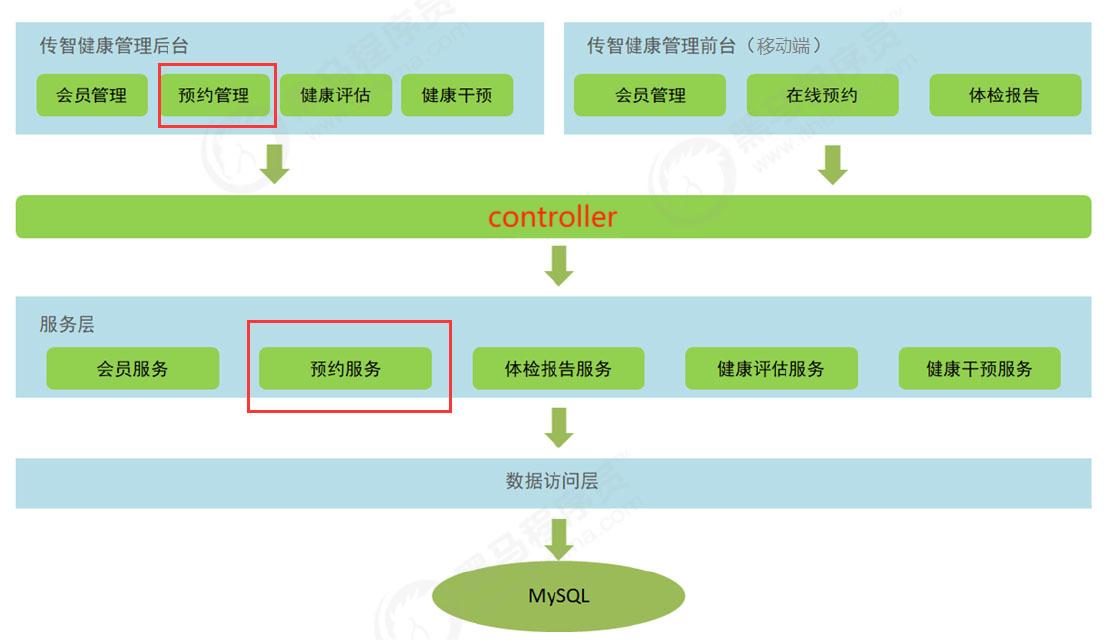 传智健康管理后台
会员管理 预约管理 健康评估 健康干预
传智健康管理前台（移动端）
会员管理 在线预约 体检报告
controller
服务层
会员服务 预约服务 体检报告服务 健康评估服务 健康干预服务
数据访问层
MySQL